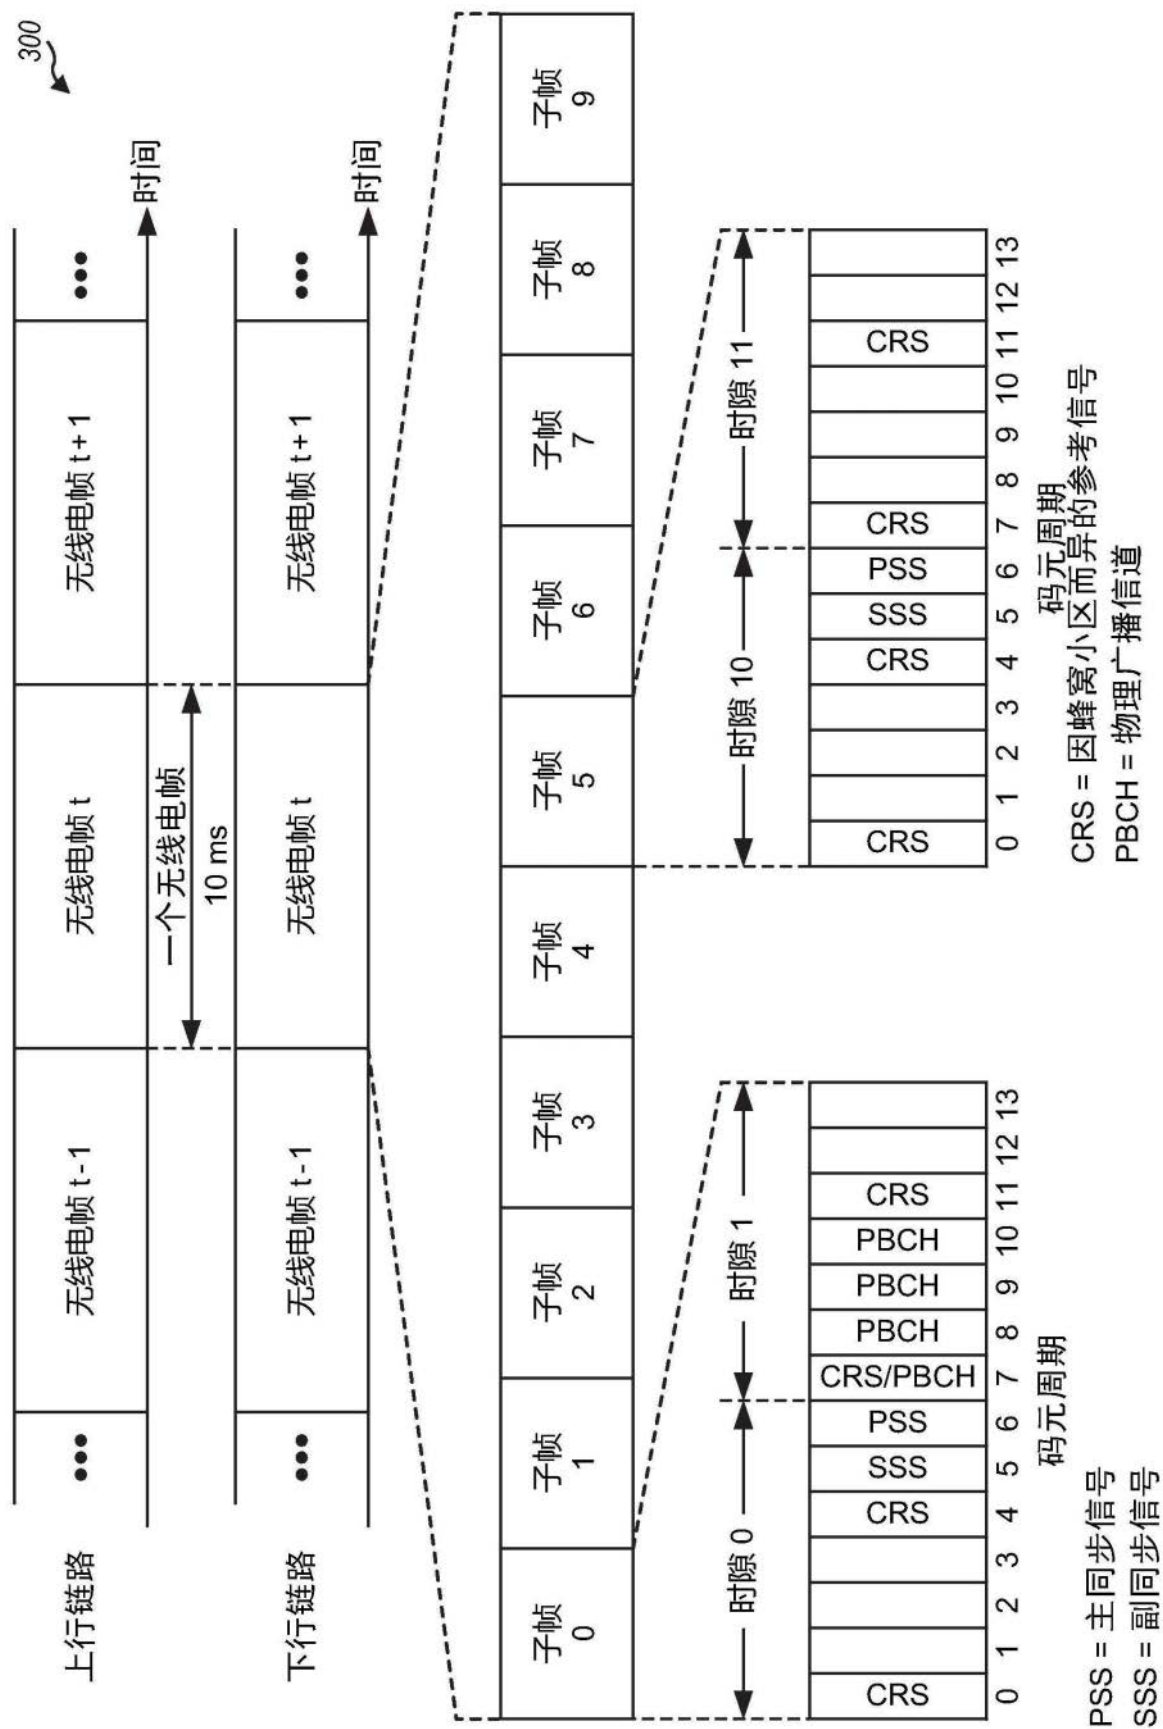 300
上行链路
••• 无线电帧 t-1 无线电帧 t 无线电帧 t+1 •••
时间
一个无线电帧
10 ms
下行链路
••• 无线电帧 t-1 无线电帧 t 无线电帧 t+1 •••
时间
子帧 子帧 子帧 子帧 子帧 子帧 子帧 子帧 子帧 子帧
0 1 2 3 4 5 6 7 8 9
时隙 0 时隙 1
CRS CRS SSS PSS CRS/PBCH PBCH PBCH PBCH CRS
0 1 2 3 4 5 6 7 8 9 10 11 12 13
码元周期
时隙 10 时隙 11
CRS CRS SSS PSS CRS CRS
0 1 2 3 4 5 6 7 8 9 10 11 12 13
码元周期
PSS = 主同步信号
SSS = 副同步信号
CRS = 因蜂窝小区而异的参考信号
PBCH = 物理广播信道